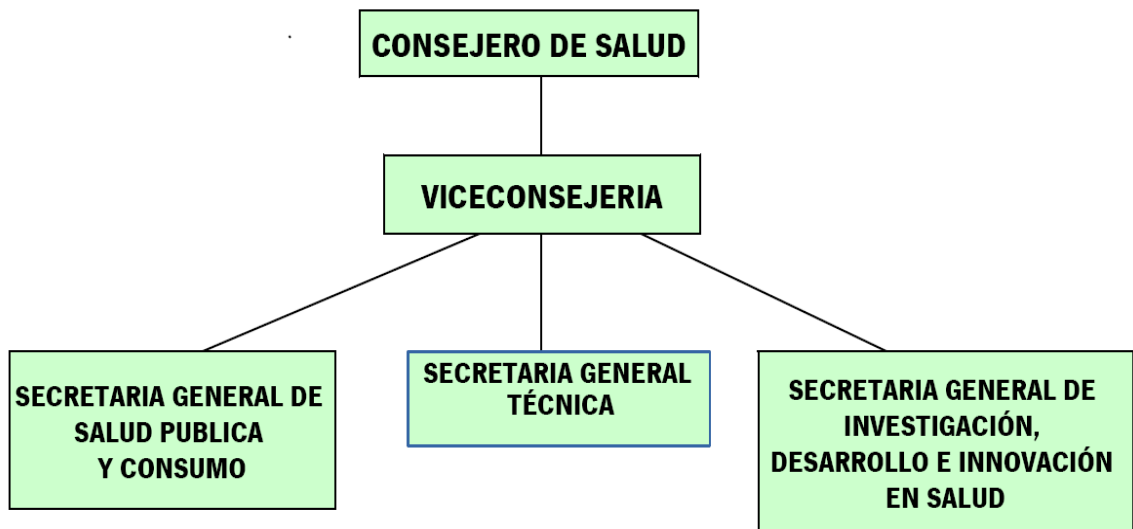 CONSEJERO DE SALUD
VICECONSEJERIA
SECRETARIA GENERAL DE
SALUD PUBLICA
Y CONSUMO
SECRETARIA GENERAL
TÉCNICA
SECRETARIA GENERAL DE
INVESTIGACIÓN,
DESARROLLO E INNOVACIÓN
EN SALUD